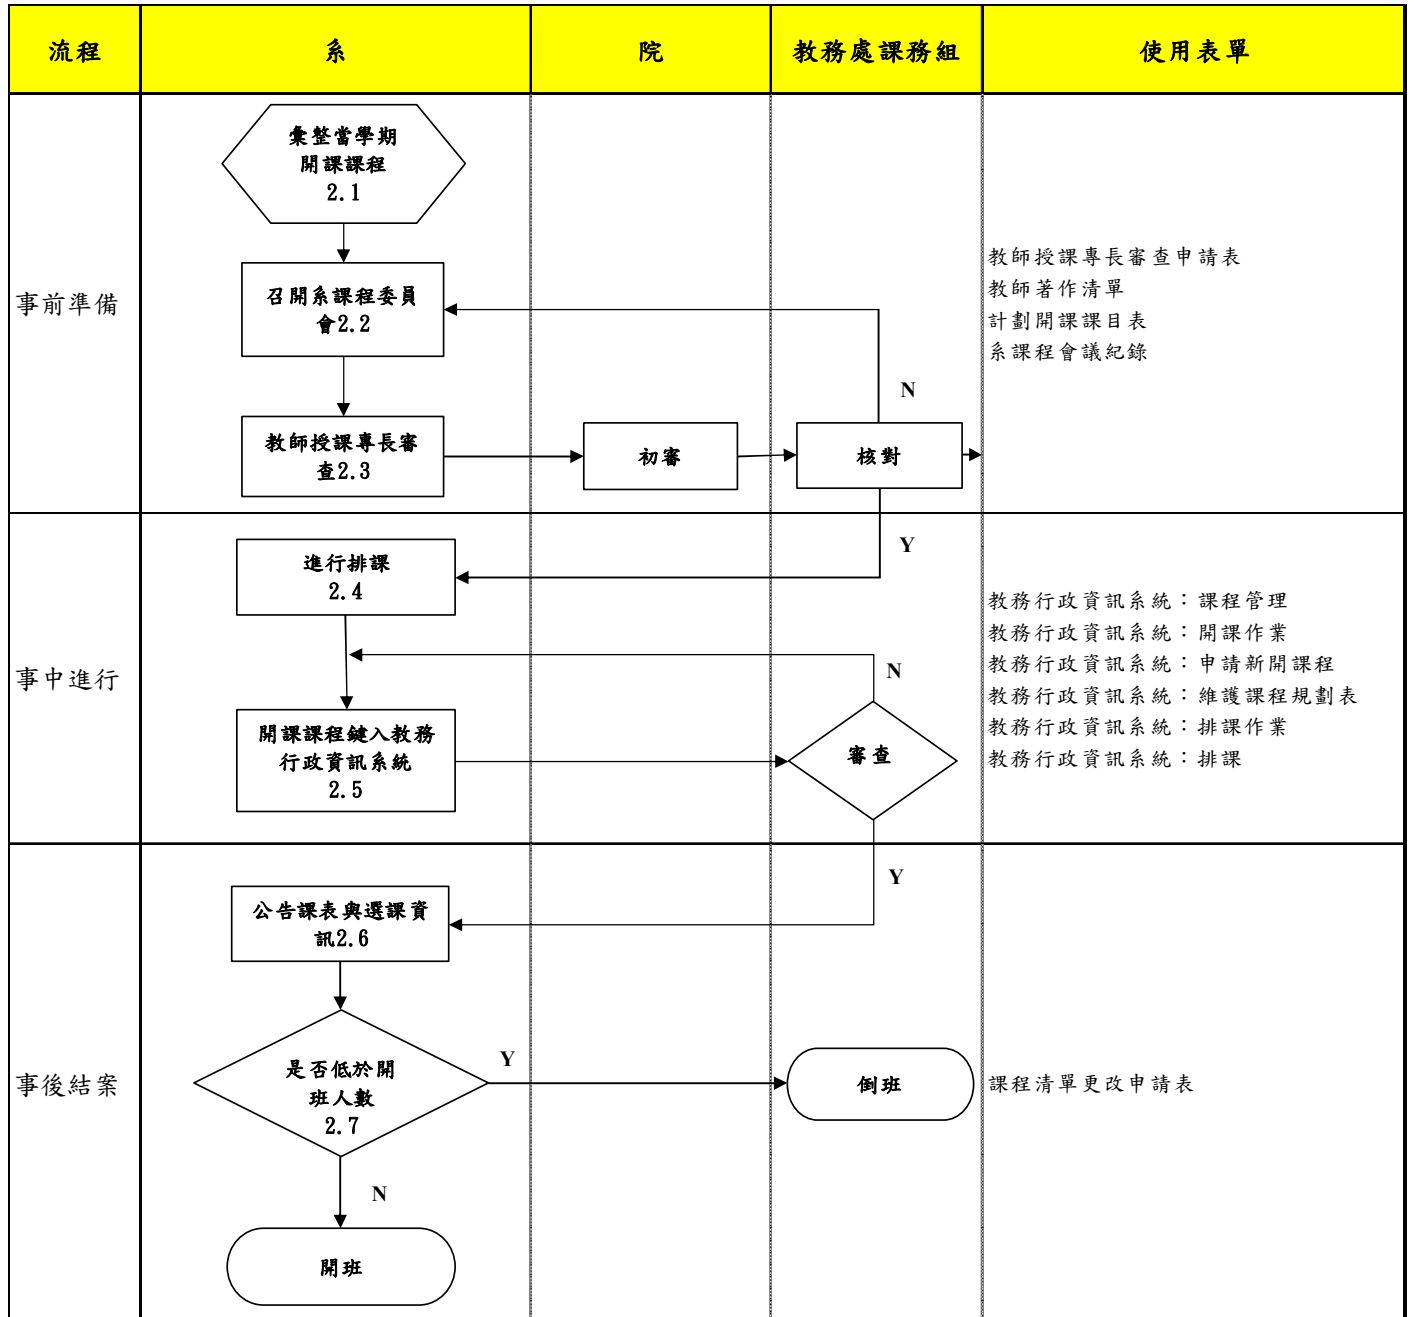 流程
系
院
教務處課務組
使用表單
事前準備
彙整當學期
開課課程
2.1
召開系課程委員
會2.2
教師授課專長審
查2.3
初審
核對
N
Y
教師授課專長審查申請表
教師著作清單
計劃開課課目表
系課程會議紀錄
事中進行
進行排課
2.4
開課課程鍵入教務
行政資訊系統
2.5
審查
N
Y
教務行政資訊系統：課程管理
教務行政資訊系統：開課作業
教務行政資訊系統：申請新開課程
教務行政資訊系統：維護課程規劃表
教務行政資訊系統：排課作業
教務行政資訊系統：排課
事後結案
公告課表與選課資
訊2.6
是否低於開
班人數
2.7
Y
N
倒班
開班
課程清單更改申請表